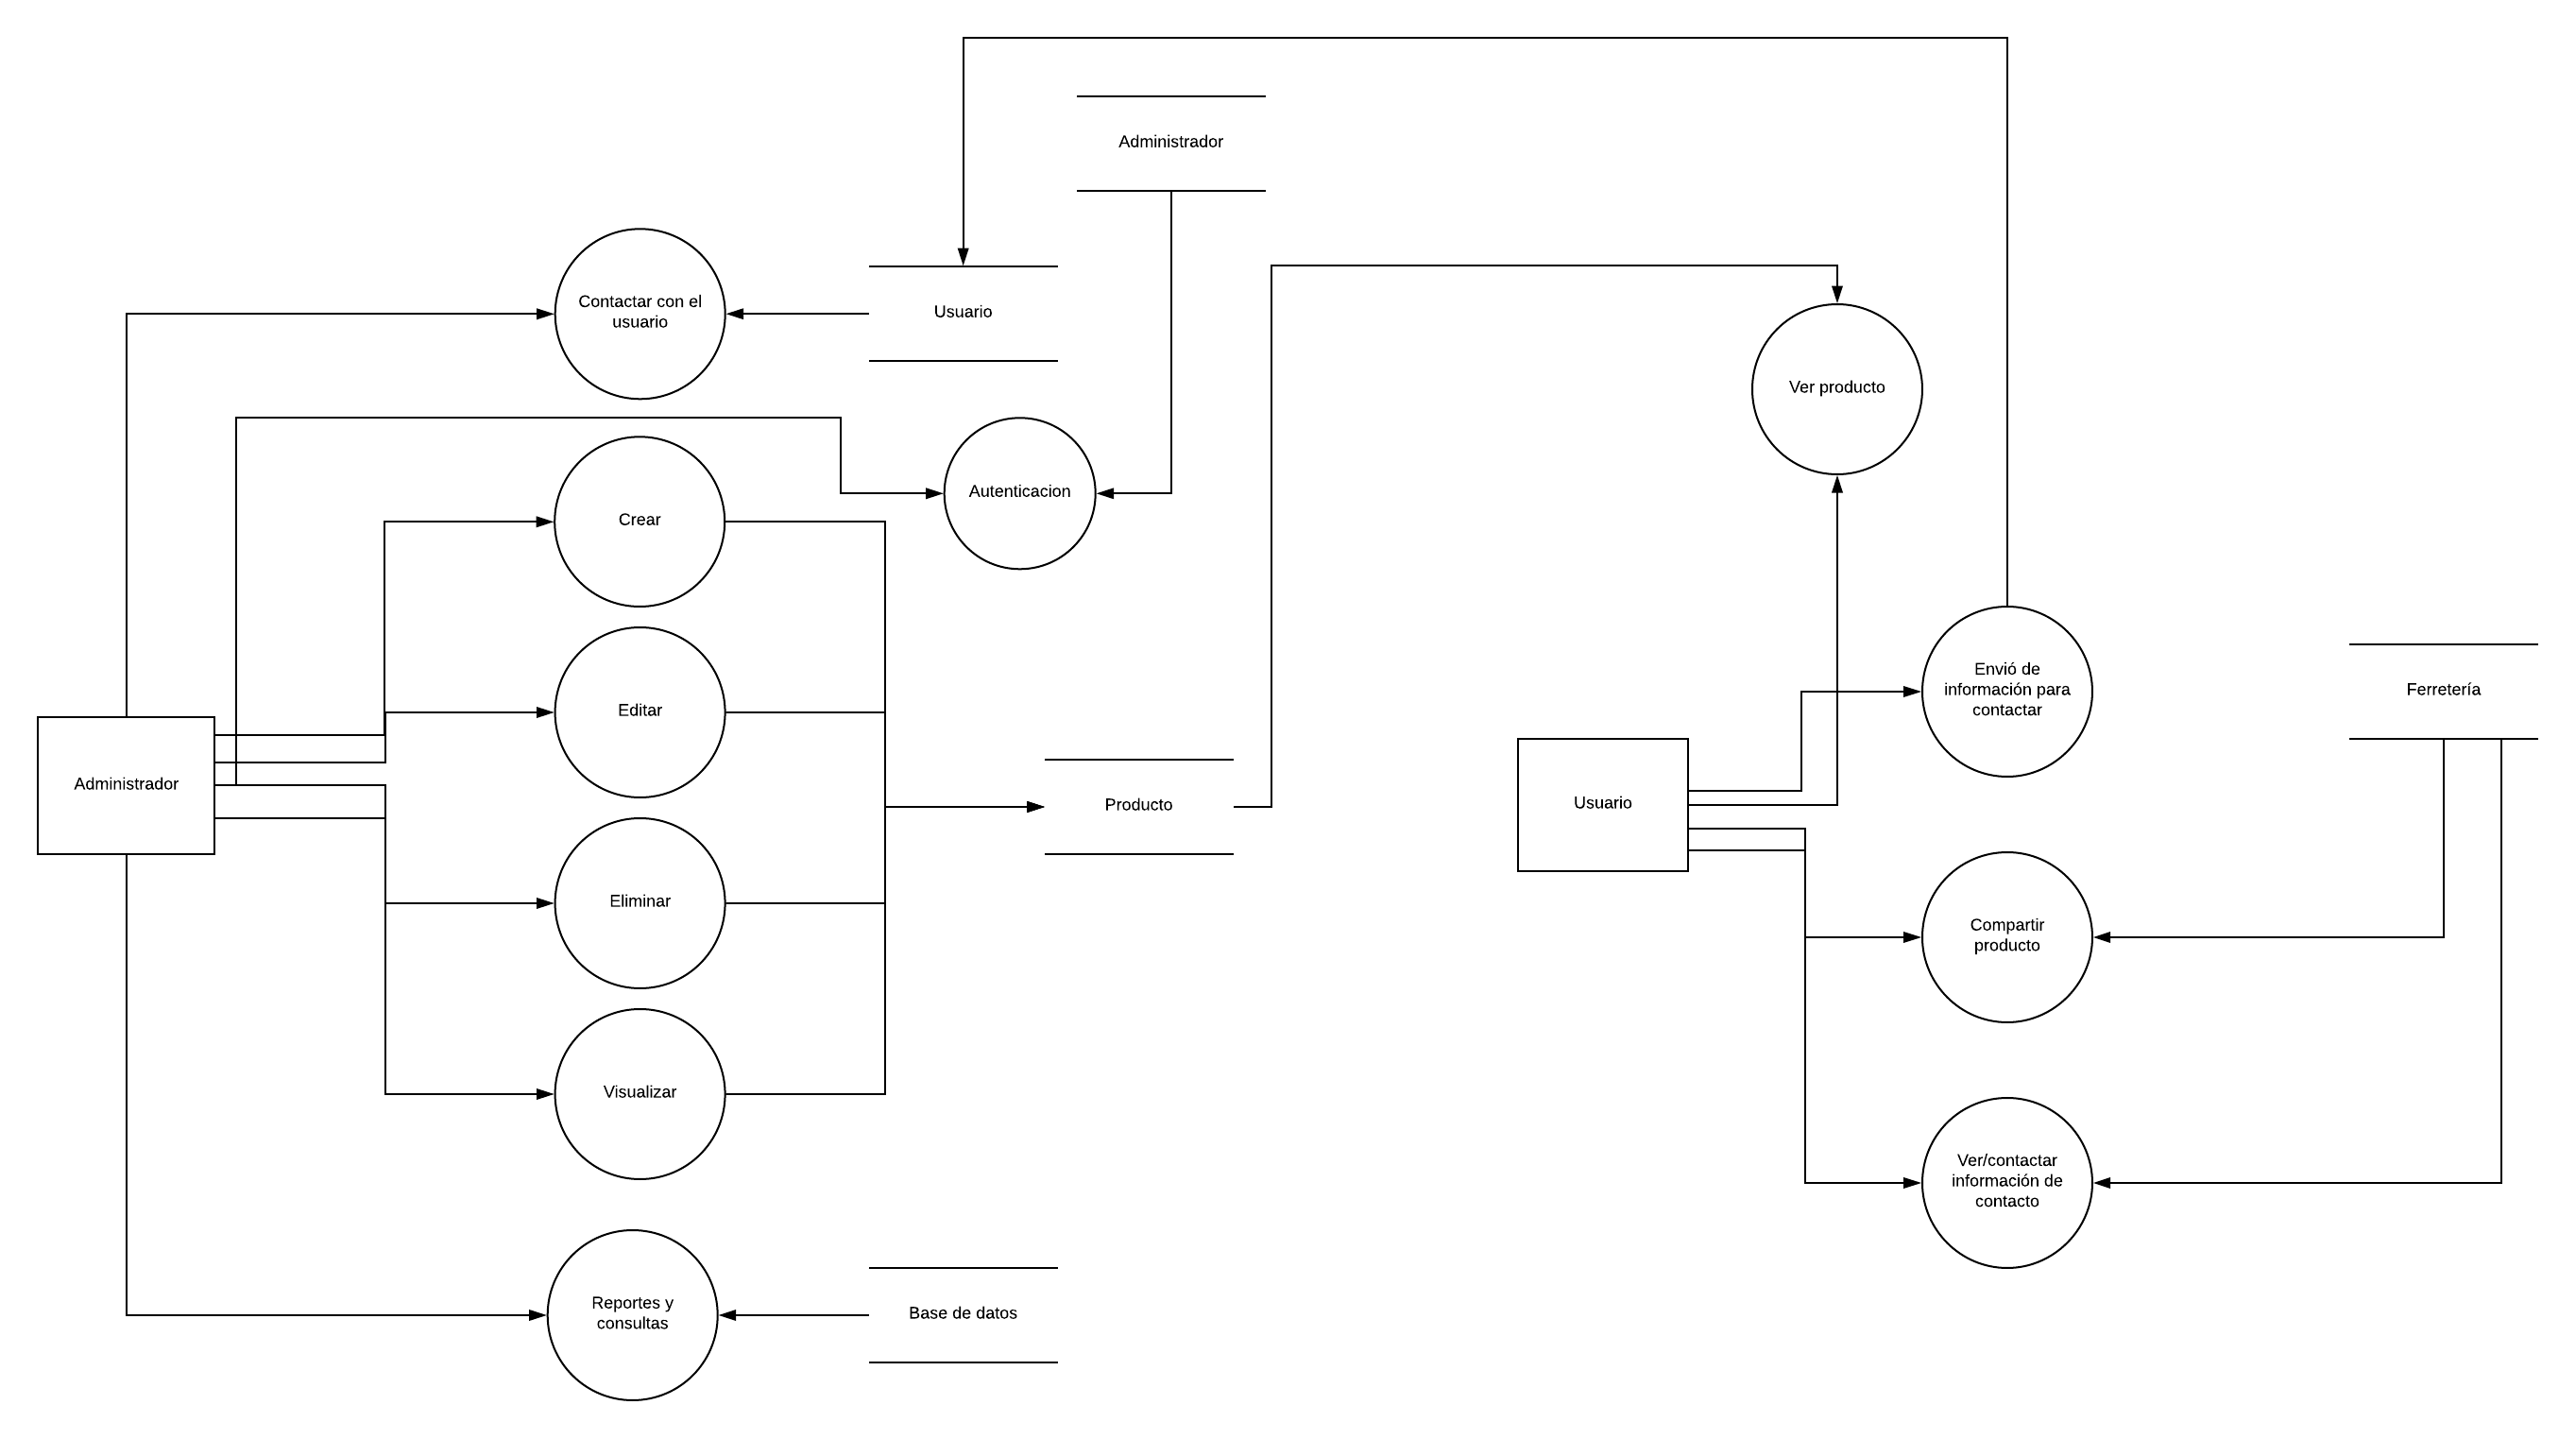 Administrador
Contactar con el
usuario
Usuario
Ver producto
Autenticacion
Crear
Envió de
información para
contactar
Ferretería
Editar
Administrador
Producto
Usuario
Eliminar
Compartir
producto
Visualizar
Ver/contactar
información de
contacto
Reportes y
consultas
Base de datos